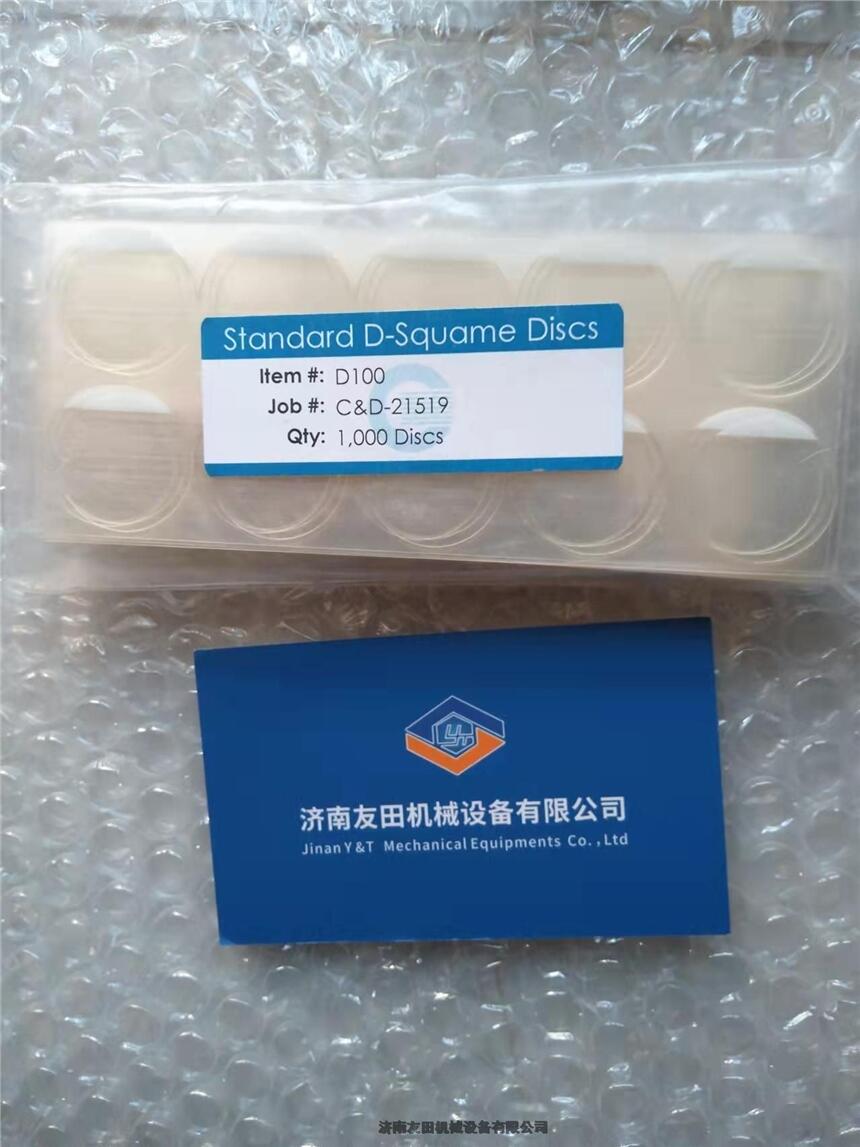 Standard D-Squame Discs
Item #: D100
Job #: C&D-21519
Qty: 1,000 Discs
济南友田机械设备有限公司
Jinan Y&T Mechanical Equipments Co.,Ltd
济南友田机械设备有限公司